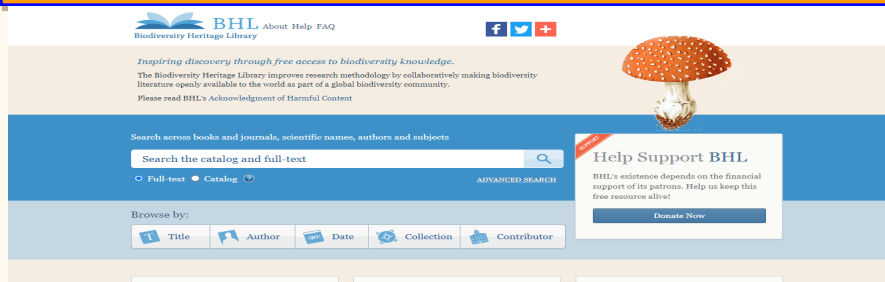 BHL About Help FAQ
Biodiversity Heritage Library
Inspiring discovery through free access to biodiversity knowledge.
The Biodiversity Heritage Library improves research methodology by collaboratively making biodiversity
literature openly available to the world as part of a global biodiversity community.
Please read BHL's Acknowledgment of Harmful Content
Search across books and journals, scientific names, authors and subjects
Search the catalog and full-text
Full-text Catalog
ADVANCED SEARCH
SUPPORT
Help Support BHL
BHL's existence depends on the financial
support of its patrons. Help us keep this
free resource alive!
Donate Now
Browse by:
Title Author Date Collection Contributor